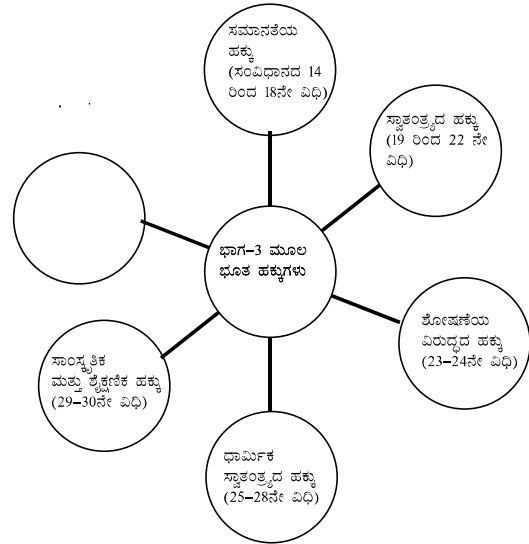 ಸಮಾನತೆಯ
ಹಕ್ಕು
(ಸಂವಿಧಾನದ 14
ರಿಂದ 18ನೇ ವಿಧಿ)
ಸ್ವಾತಂತ್ರ್ಯದ ಹಕ್ಕು
(19 ರಿಂದ 22 ನೇ
ವಿಧಿ)
ಭಾಗ-3 ಮೂಲ
ಭೂತ ಹಕ್ಕುಗಳು
ಶೋಷಣೆಯ
ವಿರುದ್ಧದ ಹಕ್ಕು
(23-24ನೇ ವಿಧಿ)
ಸಾಂಸ್ಕೃತಿಕ
ಮತ್ತು ಶೈಕ್ಷಣಿಕ ಹಕ್ಕು
(29-30ನೇ ವಿಧಿ)
ಧಾರ್ಮಿಕ
ಸ್ವಾತಂತ್ರ್ಯದ ಹಕ್ಕು
(25-28ನೇ ವಿಧಿ)